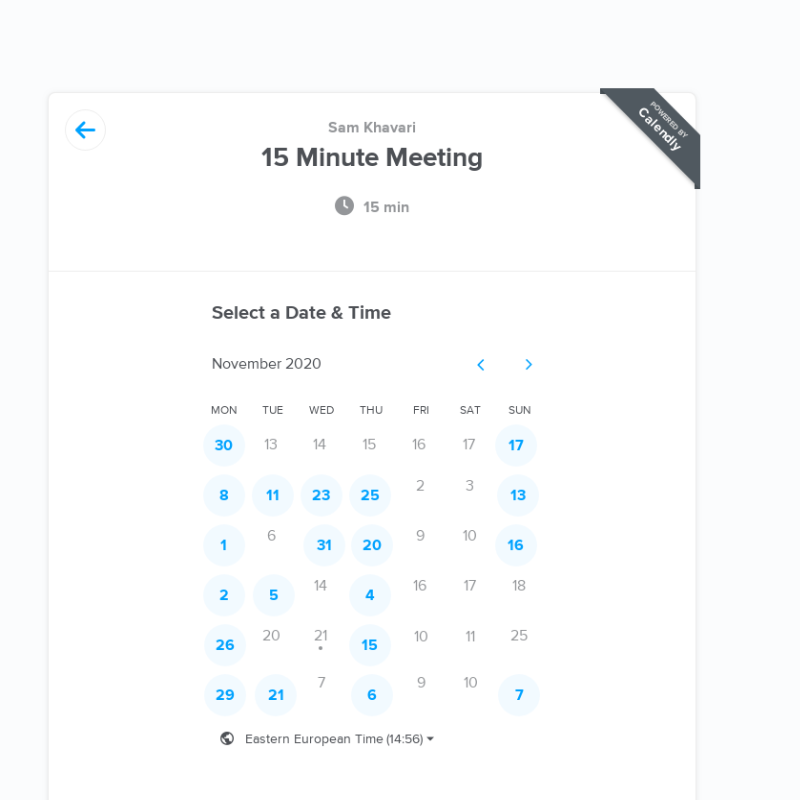 POWERED BY
Calendly
Sam Khavari
15 Minute Meeting
15 min
Select a Date & Time
November 2020
MON TUE WED THU FRI SAT SUN
30 13 14 15 16 17 17
8 11 23 25 2 3 13
1 6 31 20 9 10 16
2 5 14 4 16 17 18
26 20 21 15 10 11 25
29 21 7 6 9 10 7
Eastern European Time (14:56)